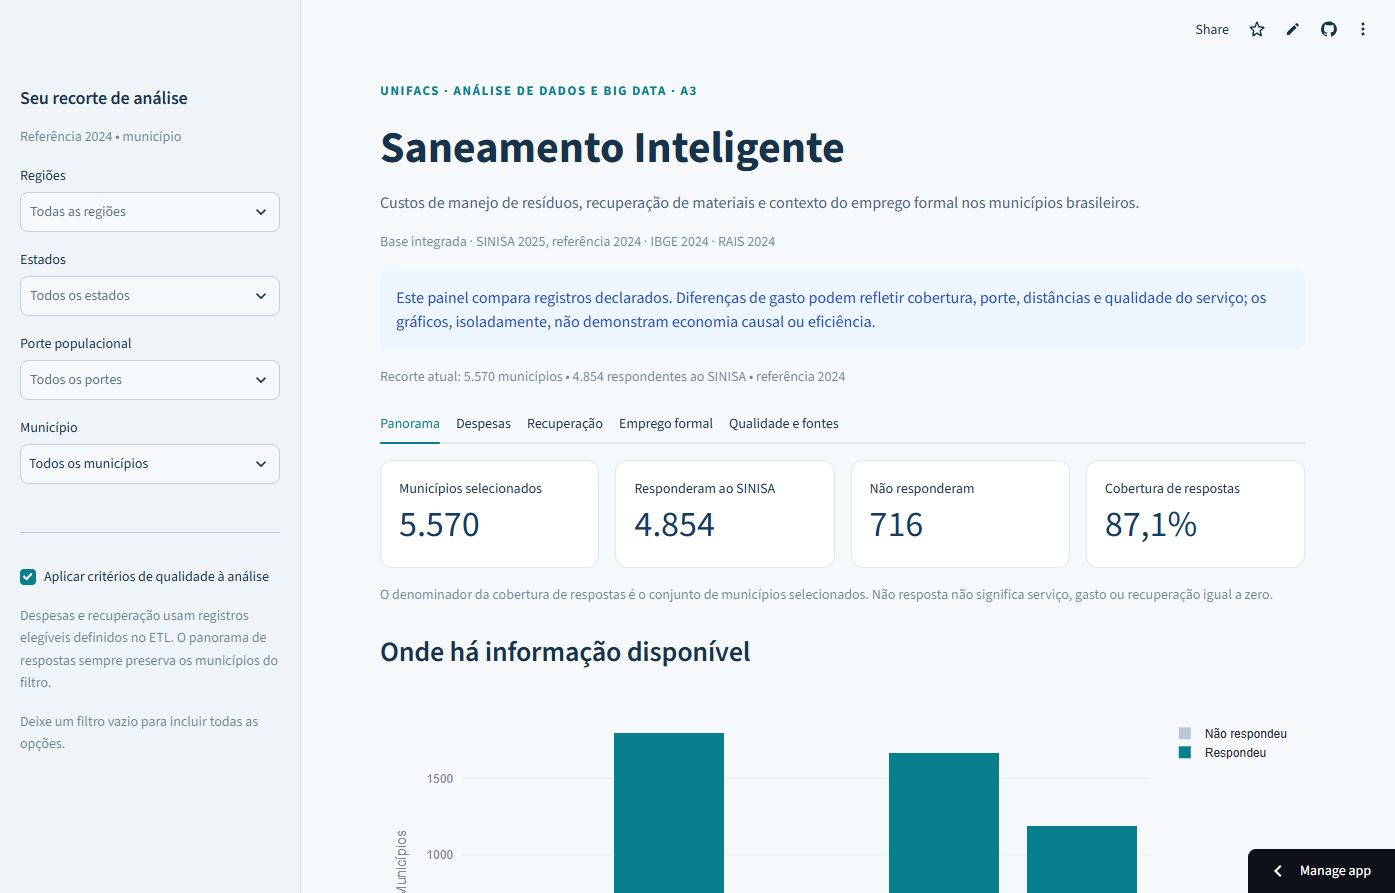 Share
Seu recorte de análise
Referência 2024 • município
Regiões
Todas as regiões
Estados
Todos os estados
Porte populacional
Todos os portes
Município
Todos os municípios
Aplicar critérios de qualidade à análise
Despesas e recuperação usam registros
elegíveis definidos no ETL. O panorama de
respostas sempre preserva os municípios do
filtro.
Deixe um filtro vazio para incluir todas as
opções.
UNIFACS · ANÁLISE DE DADOS E BIG DATA · A3
Saneamento Inteligente
Custos de manejo de resíduos, recuperação de materiais e contexto do emprego formal nos municípios brasileiros.
Base integrada · SINISA 2025, referência 2024 · IBGE 2024 · RAIS 2024
Este painel compara registros declarados. Diferenças de gasto podem refletir cobertura, porte, distâncias e qualidade do serviço; os
gráficos, isoladamente, não demonstram economia causal ou eficiência.
Recorte atual: 5.570 municípios • 4.854 respondentes ao SINISA • referência 2024
Panorama Despesas Recuperação Emprego formal Qualidade e fontes
Municípios selecionados
5.570
Responderam ao SINISA
4.854
Não responderam
716
Cobertura de respostas
87,1%
O denominador da cobertura de respostas é o conjunto de municípios selecionados. Não resposta não significa serviço, gasto ou recuperação igual a zero.
Onde há informação disponível
Não respondeu
Respondeu
1500
1000
Municípios
Manage app